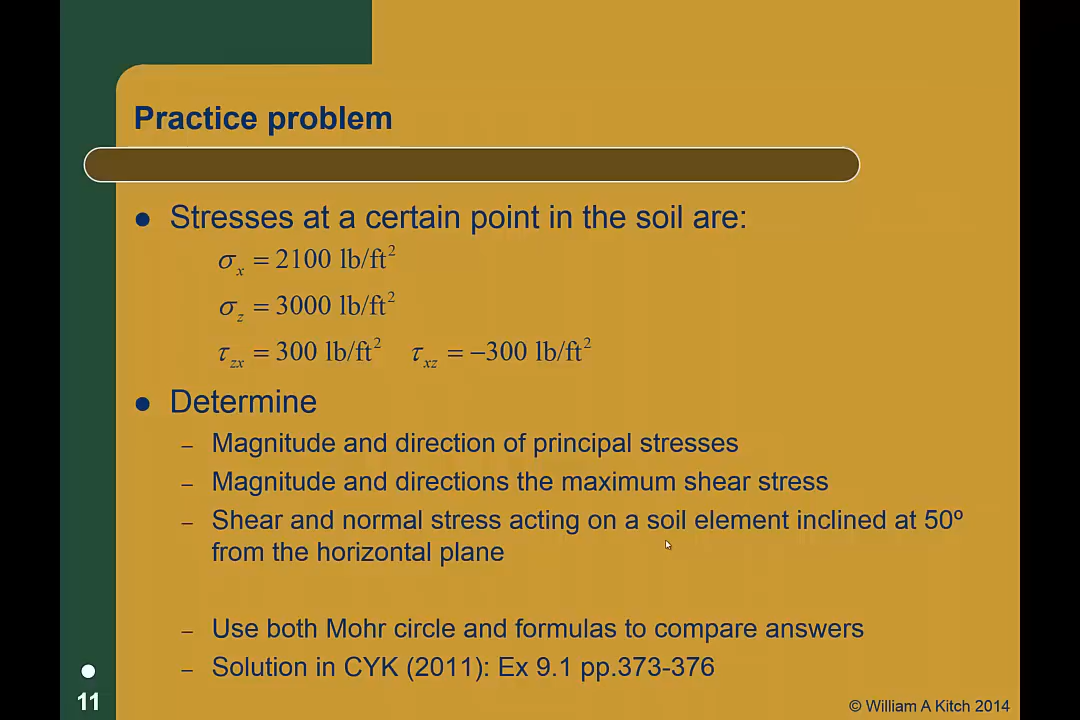 Practice problem
● Stresses at a certain point in the soil are:
σx = 2100 lb/ft²
σz = 3000 lb/ft²
τzx = 300 lb/ft² τxz = −300 lb/ft²
● Determine
– Magnitude and direction of principal stresses
– Magnitude and directions the maximum shear stress
– Shear and normal stress acting on a soil element inclined at 50º
from the horizontal plane
– Use both Mohr circle and formulas to compare answers
– Solution in CYK (2011): Ex 9.1 pp.373-376
11
© William A Kitch 2014